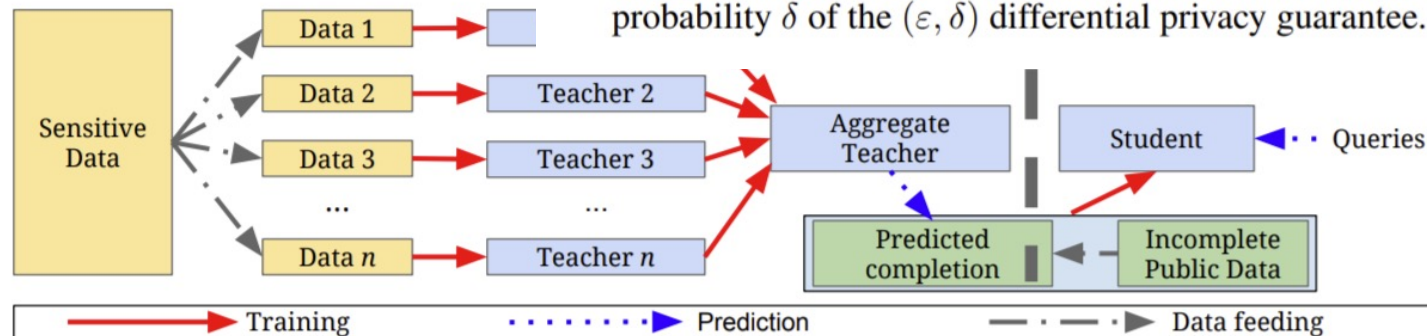 probability δ of the (ε, δ) differential privacy guarantee.
Data 1
Sensitive
Data
Data 2
Teacher 2
Data 3
Teacher 3
...
...
Data n
Teacher n
Aggregate
Teacher
Student
Queries
Predicted
completion
Incomplete
Public Data
Training
Prediction
Data feeding